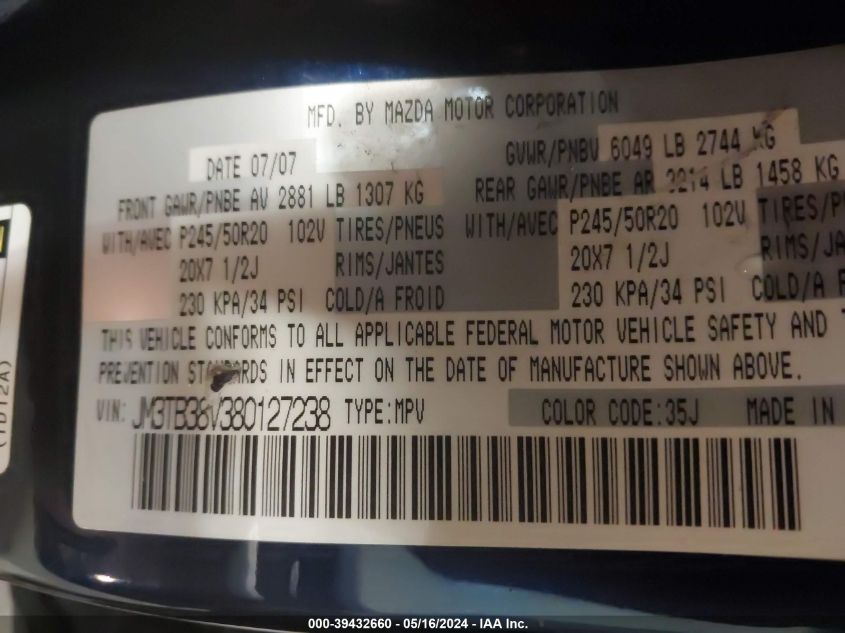 MFD. BY MAZDA MOTOR CORPORATION
DATE 07/07 GVWR/PNBV 6049 LB 2744 KG
FRONT GAWR/PNBE AV 2881 LB 1307 KG REAR GAWR/PNBE AR 3214 LB 1458 KG
WITH/AVEC P245/50R20 102V TIRES/PNEUS WITH/AVEC P245/50R20 102V TIRES/
20X7 1/2J RIMS/JANTES 20X7 1/2J RIMS/
230 KPA/34 PSI COLD/A FROID 230 KPA/34 PSI COLD/A
THIS VEHICLE CONFORMS TO ALL APPLICABLE FEDERAL MOTOR VEHICLE SAFETY AND
PREVENTION STANDARDS IN EFFECT ON THE DATE OF MANUFACTURE SHOWN ABOVE.
VIN: JM3TB38V380127238 TYPE:MPV COLOR CODE:35J MADE IN
(TD12A)
000-39432660 - 05/16/2024 - IAA Inc.